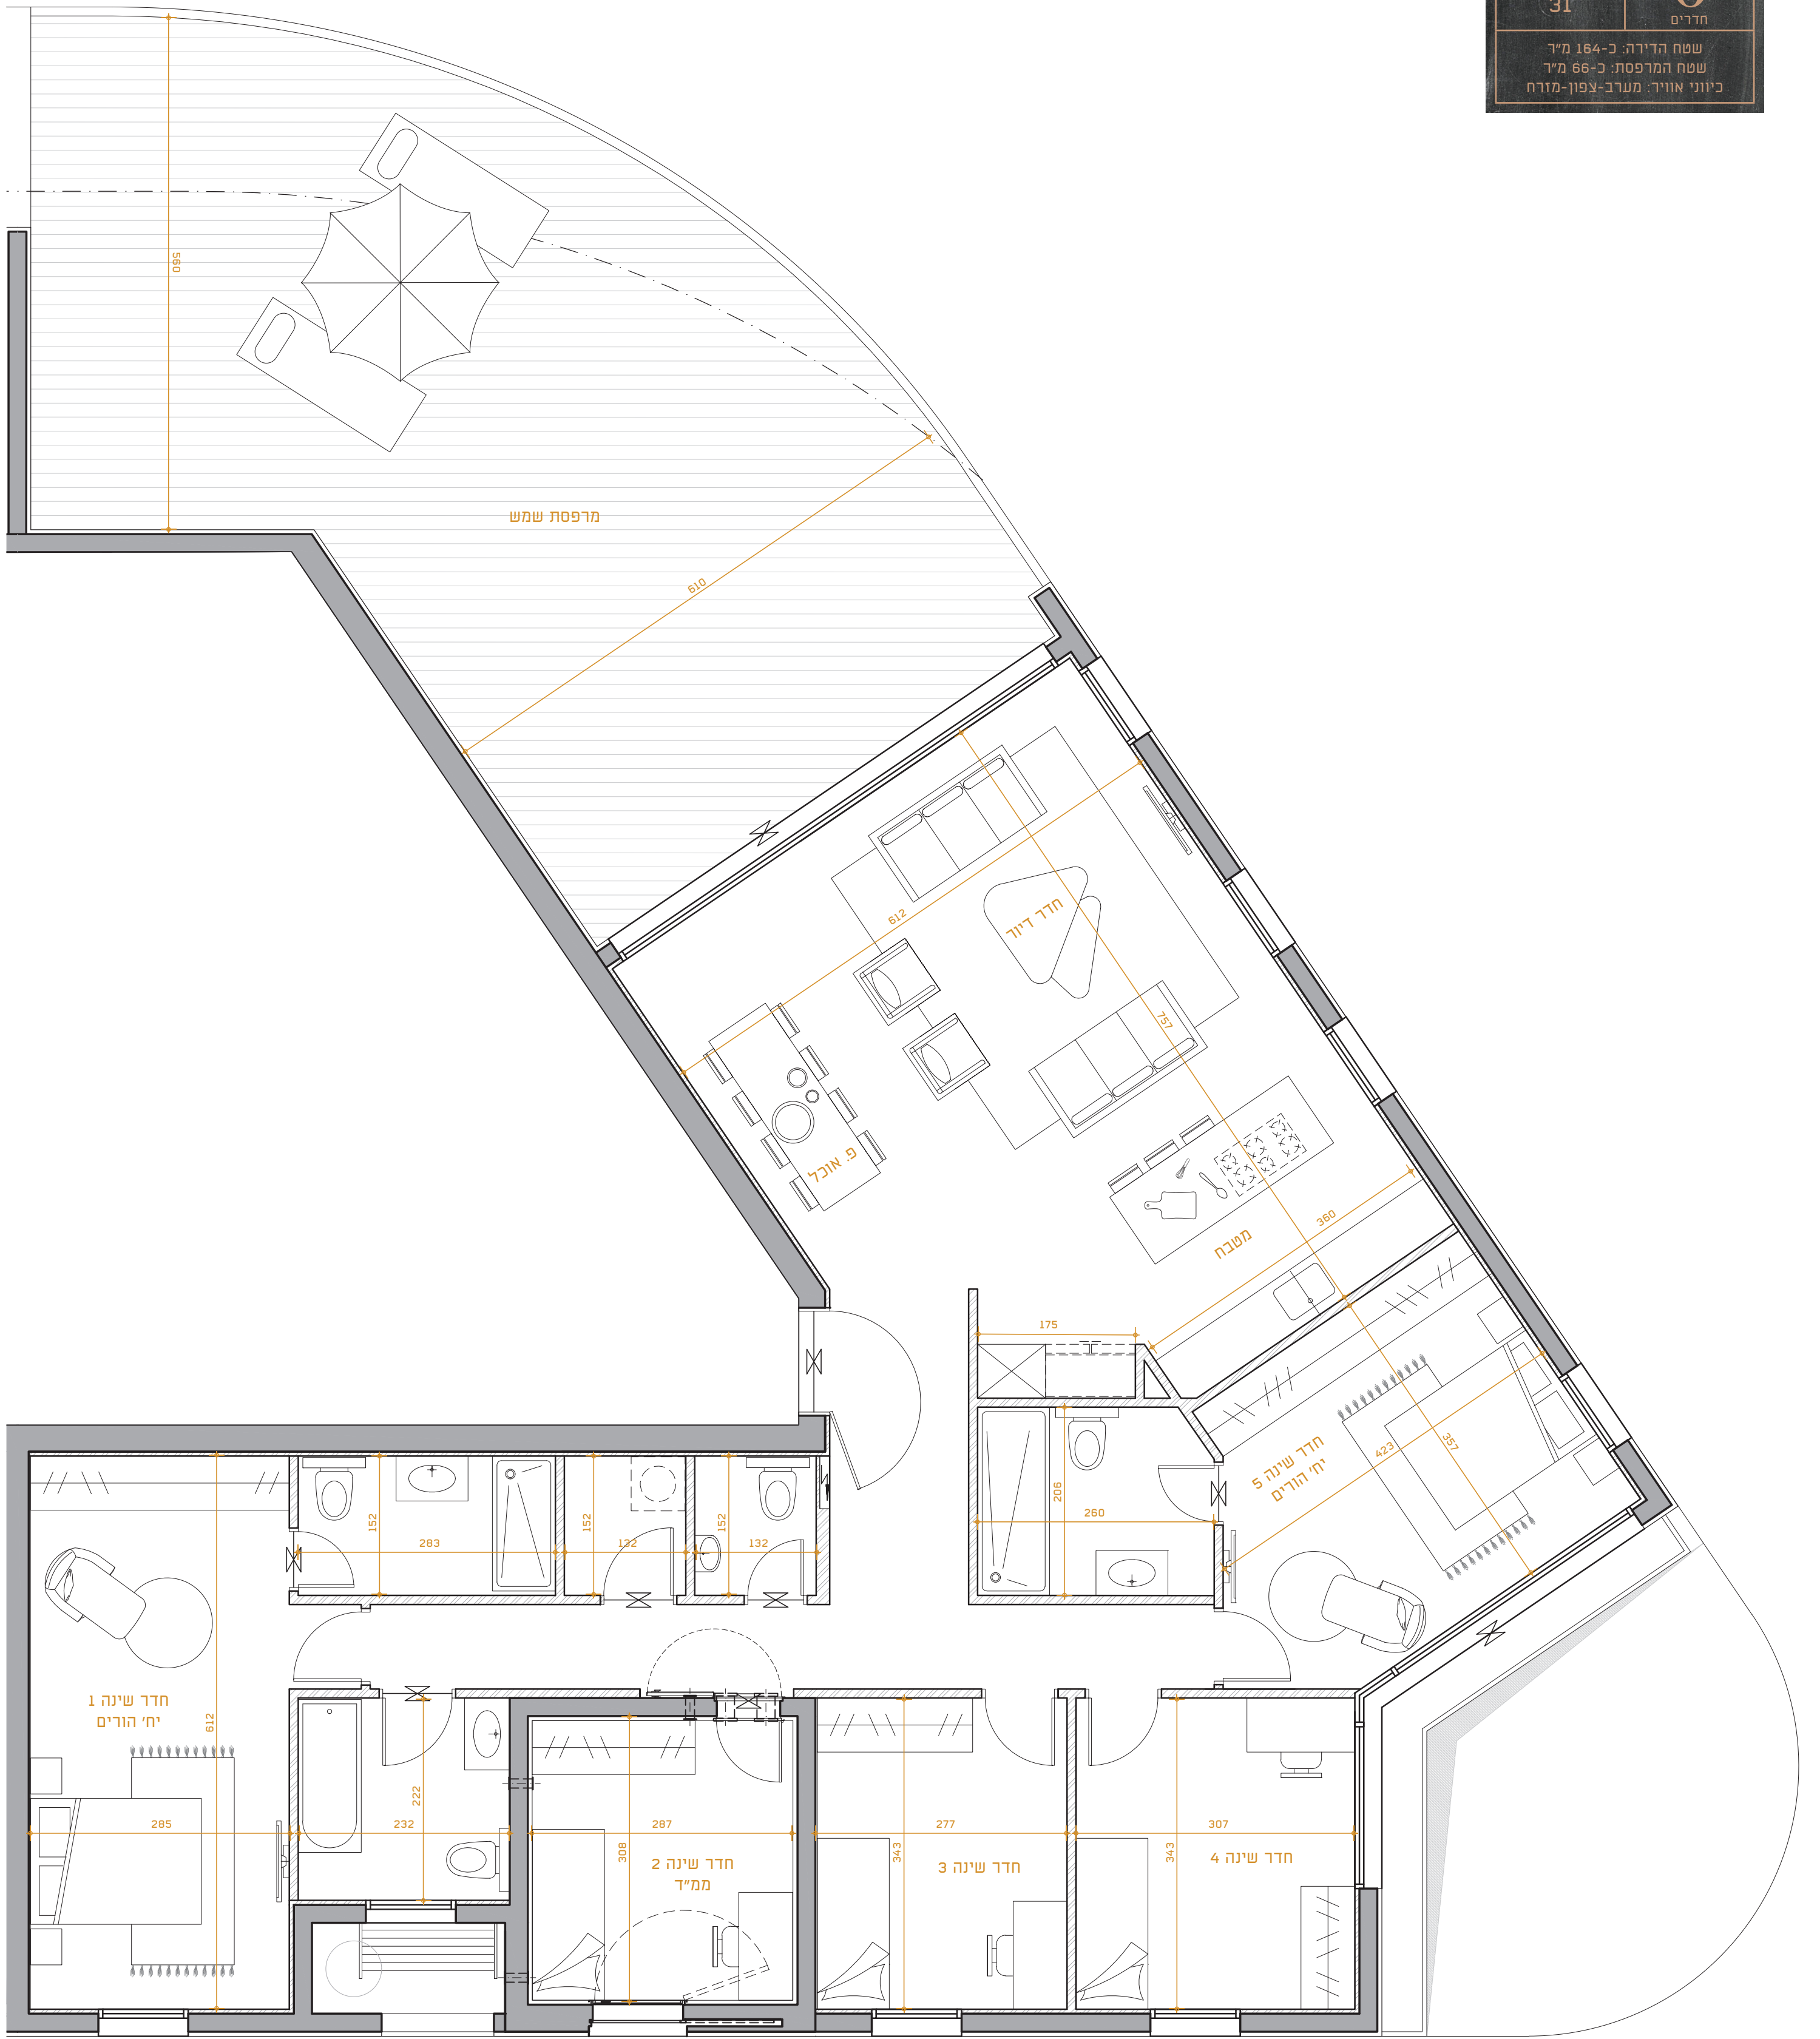 31
חדרים
שטח הדירה: כ-164 מ״ר
שטח המרפסת: כ-66 מ״ר
כיווני אוויר: מערב-צפון-מזרח
560
מרפסת שמש
610
חדר דיור
612
757
פ. אוכל
מטבח
360
175
חדר שינה 5
יח׳ הורים
423
357
206
260
152
283
152
132
152
132
חדר שינה 1
יח׳ הורים
612
285
222
232
287
308
חדר שינה 2
ממ״ד
277
343
חדר שינה 3
307
343
חדר שינה 4